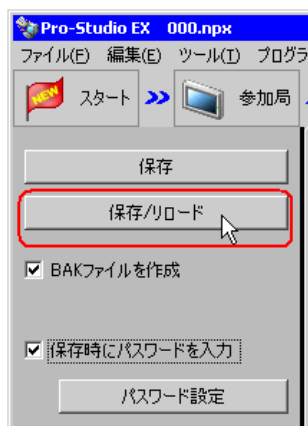 Pro-Studio EX 000.npx
ファイル(F) 編集(E) ツール(T) プログラ
NEW スタート 参加局
保存
保存/リロード
BAKファイルを作成
保存時にパスワードを入力
パスワード設定